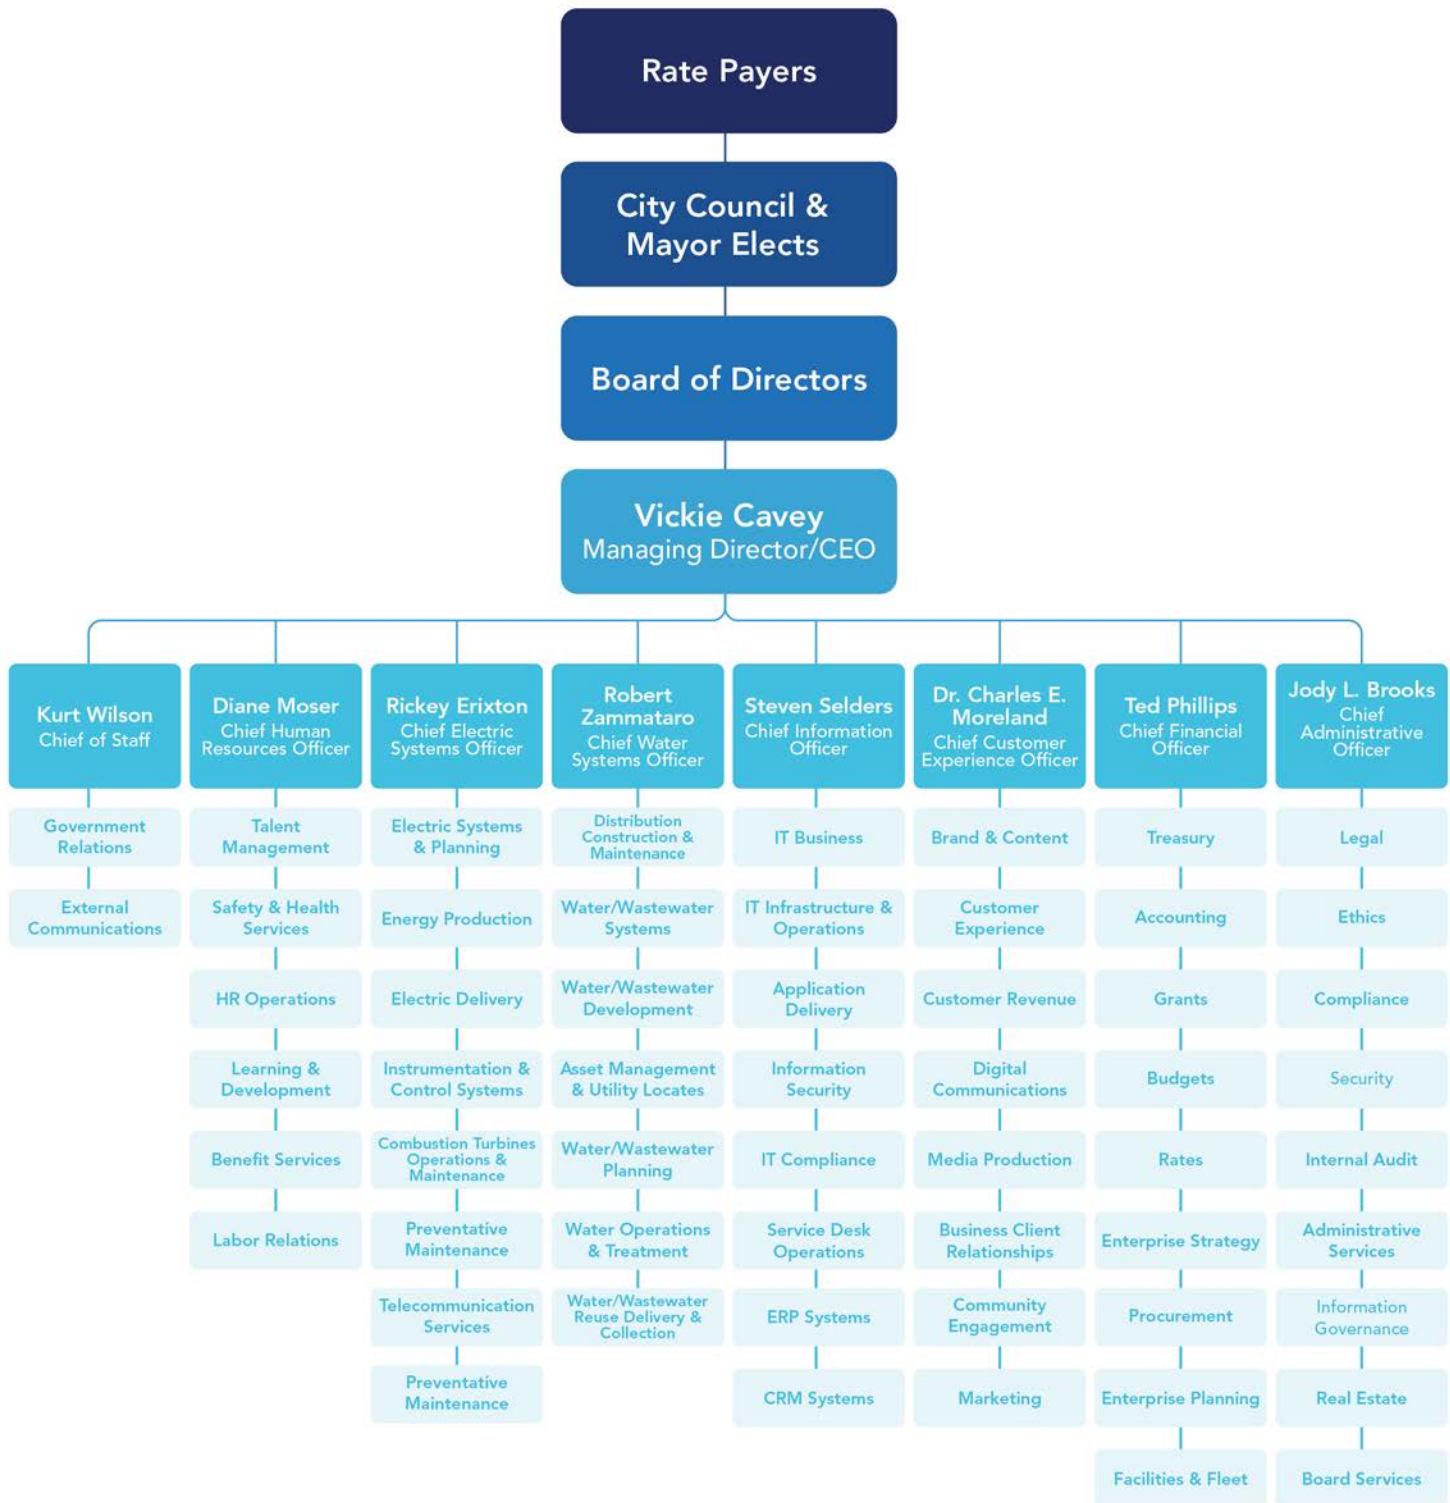 Rate Payers
City Council &
Mayor Elects
Board of Directors
Vickie Cavey
Managing Director/CEO
Kurt Wilson
Chief of Staff
Government
Relations
External
Communications
Diane Moser
Chief Human
Resources Officer
Talent
Management
Safety & Health
Services
HR Operations
Learning &
Development
Benefit Services
Labor Relations
Rickey Erixton
Chief Electric
Systems Officer
Electric Systems
& Planning
Energy Production
Electric Delivery
Instrumentation &
Control Systems
Combustion Turbines
Operations &
Maintenance
Preventative
Maintenance
Telecommunication
Services
Preventative
Maintenance
Robert
Zammataro
Chief Water
Systems Officer
Distribution
Construction &
Maintenance
Water/Wastewater
Systems
Water/Wastewater
Development
Asset Management
& Utility Locates
Water/Wastewater
Planning
Water Operations
& Treatment
Water/Wastewater
Reuse Delivery &
Collection
Steven Selders
Chief Information
Officer
IT Business
IT Infrastructure &
Operations
Application
Delivery
Information
Security
IT Compliance
Service Desk
Operations
ERP Systems
CRM Systems
Dr. Charles E.
Moreland
Chief Customer
Experience Officer
Brand & Content
Customer
Experience
Customer Revenue
Digital
Communications
Media Production
Business Client
Relationships
Community
Engagement
Marketing
Ted Phillips
Chief Financial
Officer
Treasury
Accounting
Grants
Budgets
Rates
Enterprise Strategy
Procurement
Enterprise Planning
Facilities & Fleet
Jody L. Brooks
Chief
Administrative
Officer
Legal
Ethics
Compliance
Security
Internal Audit
Administrative
Services
Information
Governance
Real Estate
Board Services